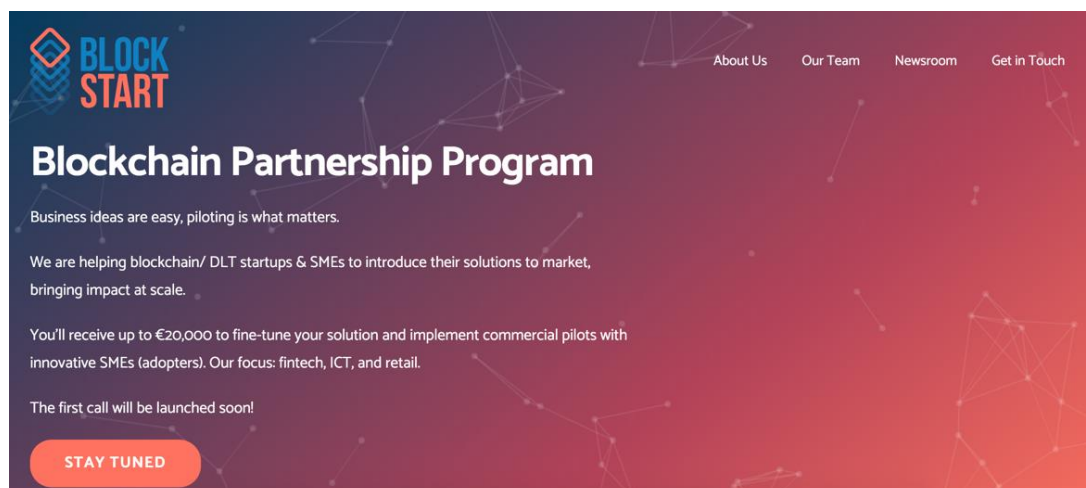 BLOCK
START
About Us
Our Team
Newsroom
Get in Touch
Blockchain Partnership Program
Business ideas are easy, piloting is what matters.
We are helping blockchain/ DLT startups & SMEs to introduce their solutions to market,
bringing impact at scale.
You'll receive up to €20,000 to fine-tune your solution and implement commercial pilots with
innovative SMEs (adopters). Our focus: fintech, ICT, and retail.
The first call will be launched soon!
STAY TUNED